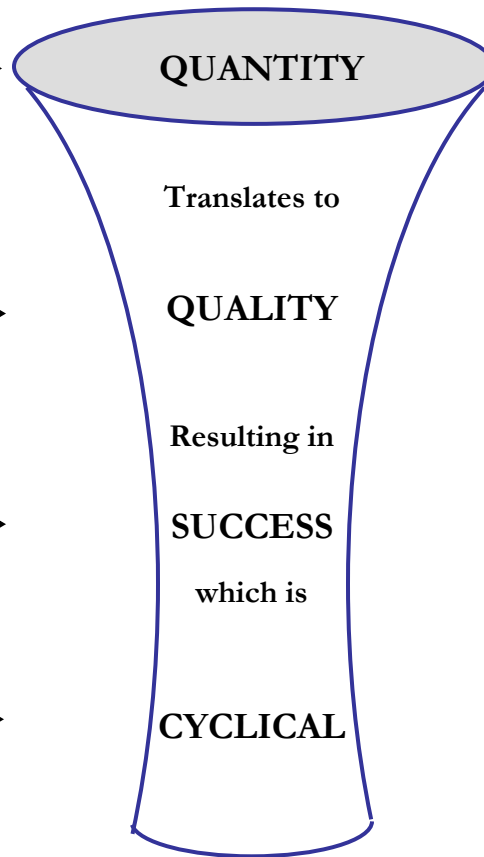 QUANTITY
Translates to
QUALITY
Resulting in
SUCCESS
which is
CYCLICAL